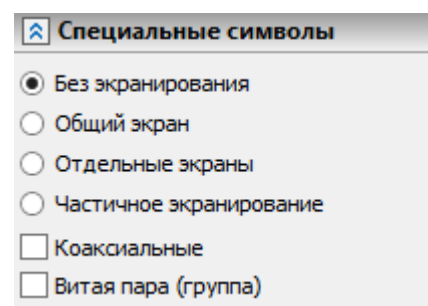 Специальные символы
Без экранирования
Общий экран
Отдельные экраны
Частичное экранирование
Коаксиальные
Витая пара (группа)